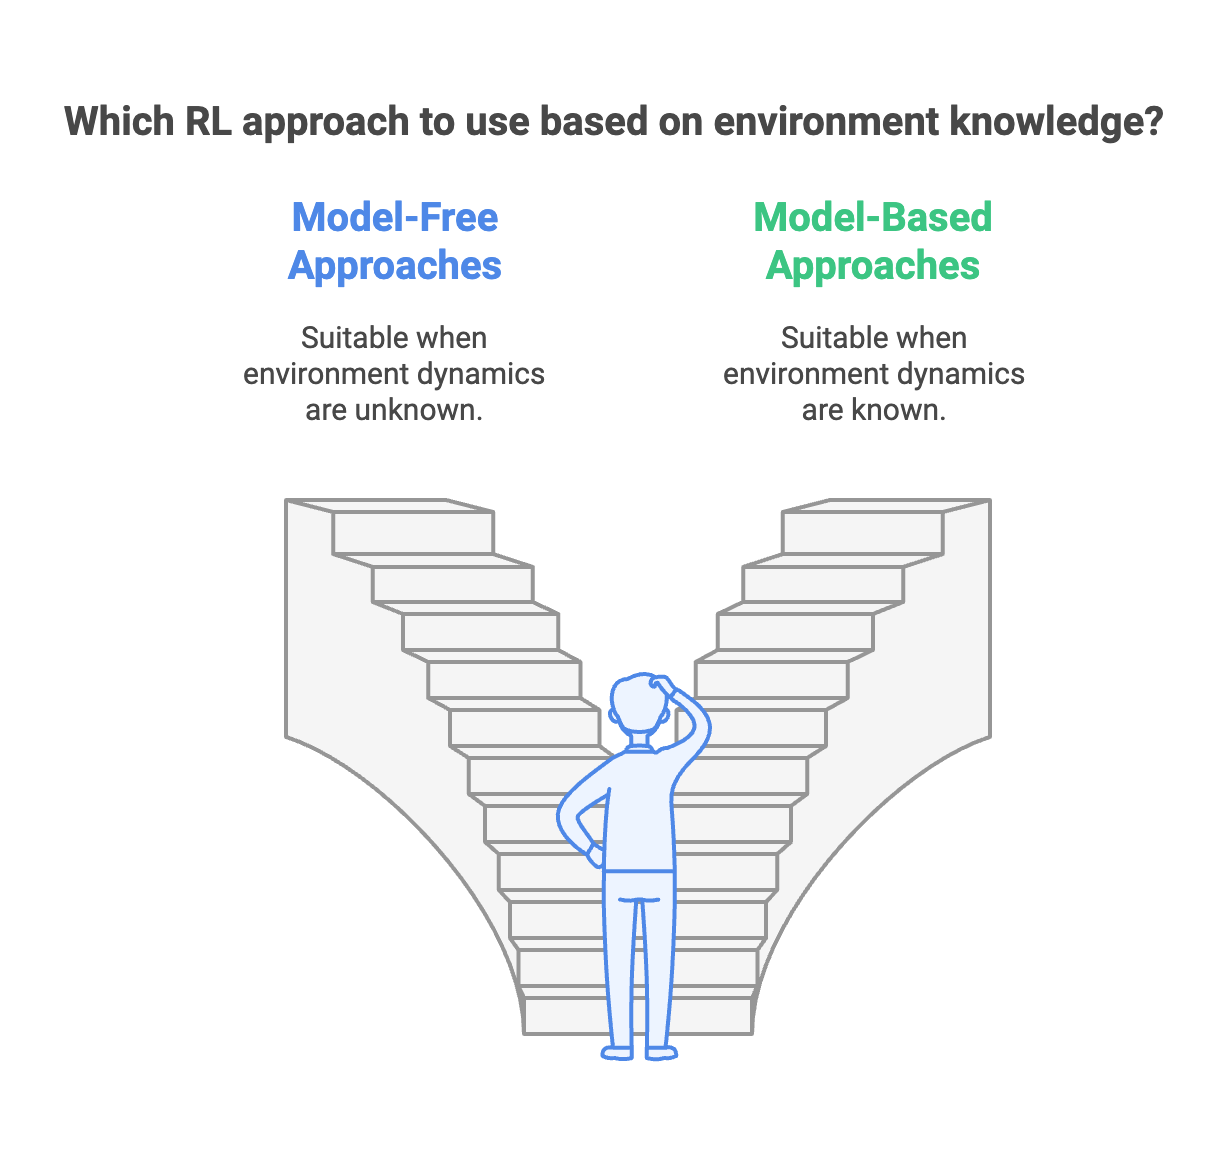 Which RL approach to use based on environment knowledge?
Model-Free
Approaches
Suitable when
environment dynamics
are unknown.
Model-Based
Approaches
Suitable when
environment dynamics
are known.